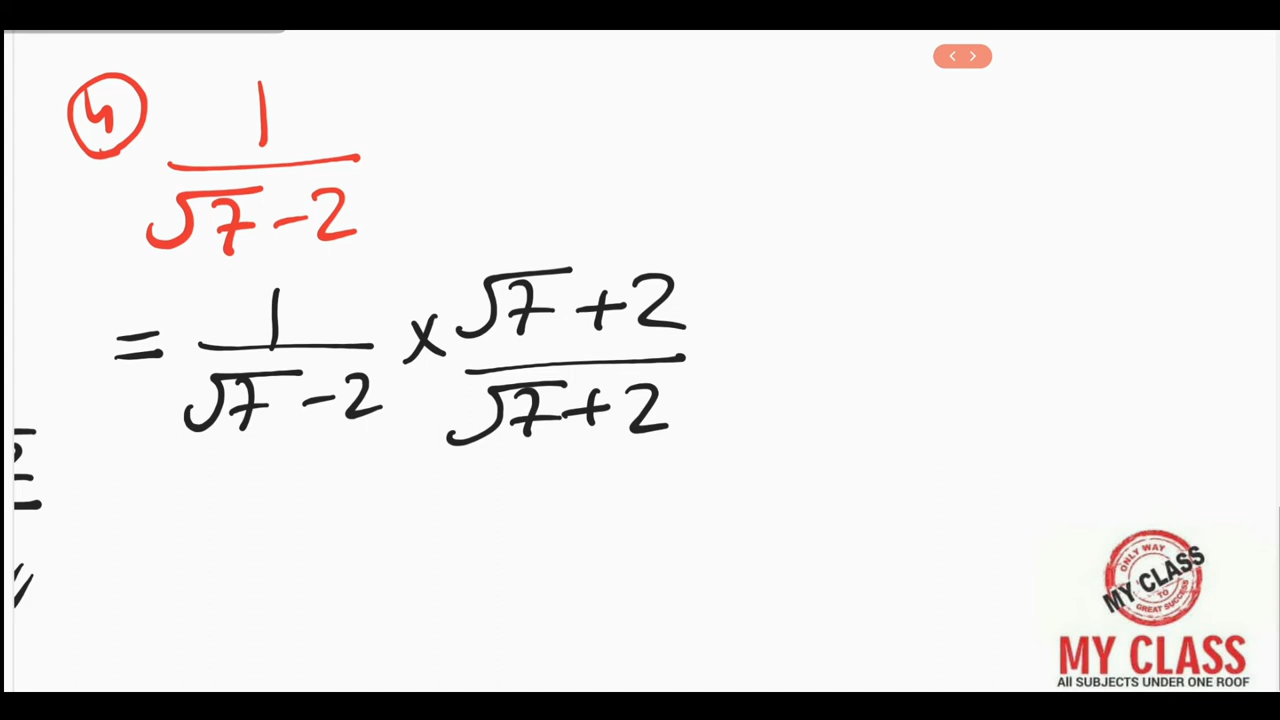 ④ 1/(√7 - 2)
= 1/(√7 - 2) × (√7 + 2)/(√7 + 2)
ONLY WAY
MY CLASS
TO
GREAT SUCCESS
MY CLASS
All SUBJECTS UNDER ONE ROOF